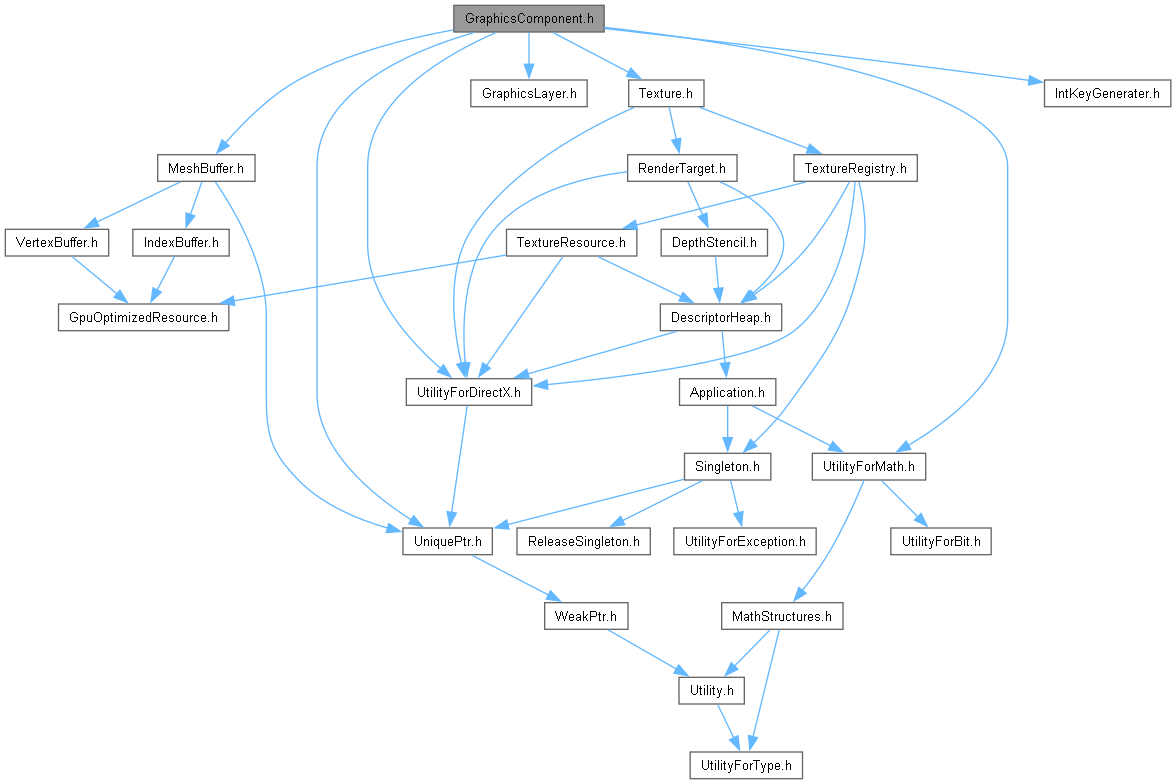 GraphicsComponent.h
GraphicsLayer.h
Texture.h
IntKeyGenerater.h
MeshBuffer.h
RenderTarget.h
TextureRegistry.h
VertexBuffer.h
IndexBuffer.h
TextureResource.h
DepthStencil.h
GpuOptimizedResource.h
DescriptorHeap.h
UtilityForDirectX.h
Application.h
Singleton.h
UtilityForMath.h
UniquePtr.h
ReleaseSingleton.h
UtilityForException.h
UtilityForBit.h
WeakPtr.h
MathStructures.h
Utility.h
UtilityForType.h